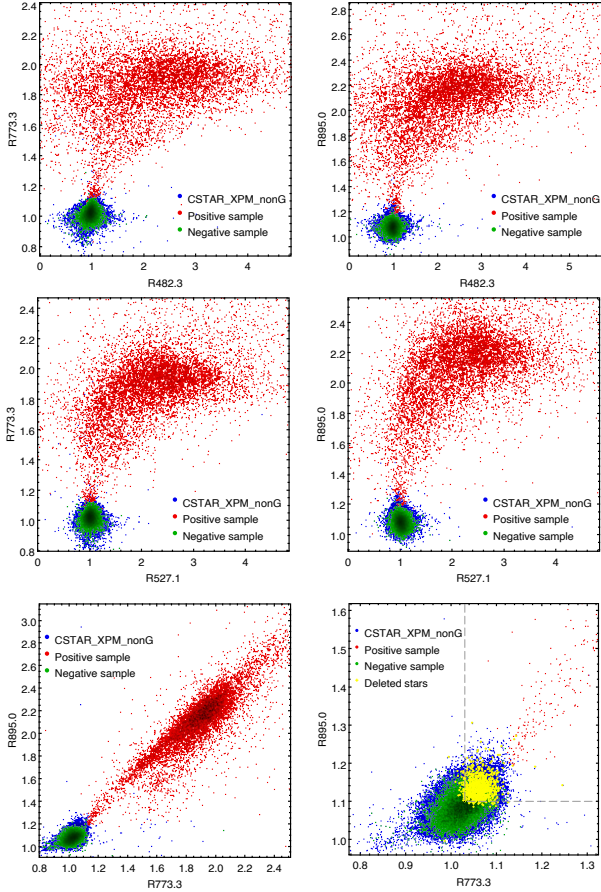 2.4
2.2
2.0
1.8
1.6
1.4
1.2
1.0
0.8
R773.3
CSTAR_XPM_nonG
Positive sample
Negative sample
0 1 2 3 4
R482.3
2.8
2.6
2.4
2.2
2.0
1.8
1.6
1.4
1.2
1.0
R895.0
CSTAR_XPM_nonG
Positive sample
Negative sample
0 1 2 3 4 5
R482.3
2.4
2.2
2.0
1.8
1.6
1.4
1.2
1.0
0.8
R773.3
CSTAR_XPM_nonG
Positive sample
Negative sample
0 1 2 3 4
R527.1
2.4
2.2
2.0
1.8
1.6
1.4
1.2
1.0
R895.0
CSTAR_XPM_nonG
Positive sample
Negative sample
0 1 2 3 4
R527.1
3.0
2.8
2.6
2.4
2.2
2.0
1.8
1.6
1.4
1.2
1.0
R895.0
CSTAR_XPM_nonG
Positive sample
Negative sample
0.8 1.0 1.2 1.4 1.6 1.8 2.0 2.2 2.4
R773.3
1.6
1.5
1.4
1.3
1.2
1.1
1.0
R895.0
CSTAR_XPM_nonG
Positive sample
Negative sample
Deleted stars
0.8 0.9 1.0 1.1 1.2 1.3
R773.3